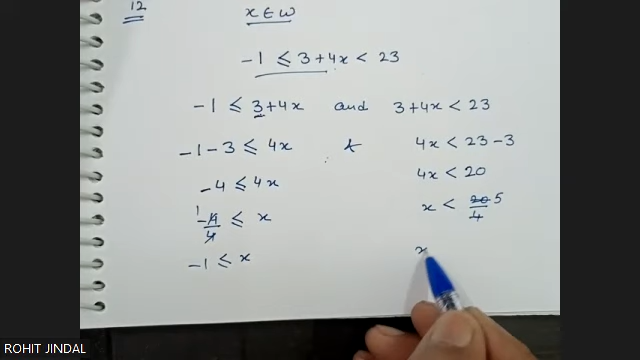 12 x ∈ W
-1 ≤ 3 + 4x < 23
-1 ≤ 3 + 4x and 3 + 4x < 23
-1 - 3 ≤ 4x & 4x < 23 - 3
-4 ≤ 4x 4x < 20
1 -4/4 ≤ x x < 20/4 5
-1 ≤ x x
ROHIT JINDAL